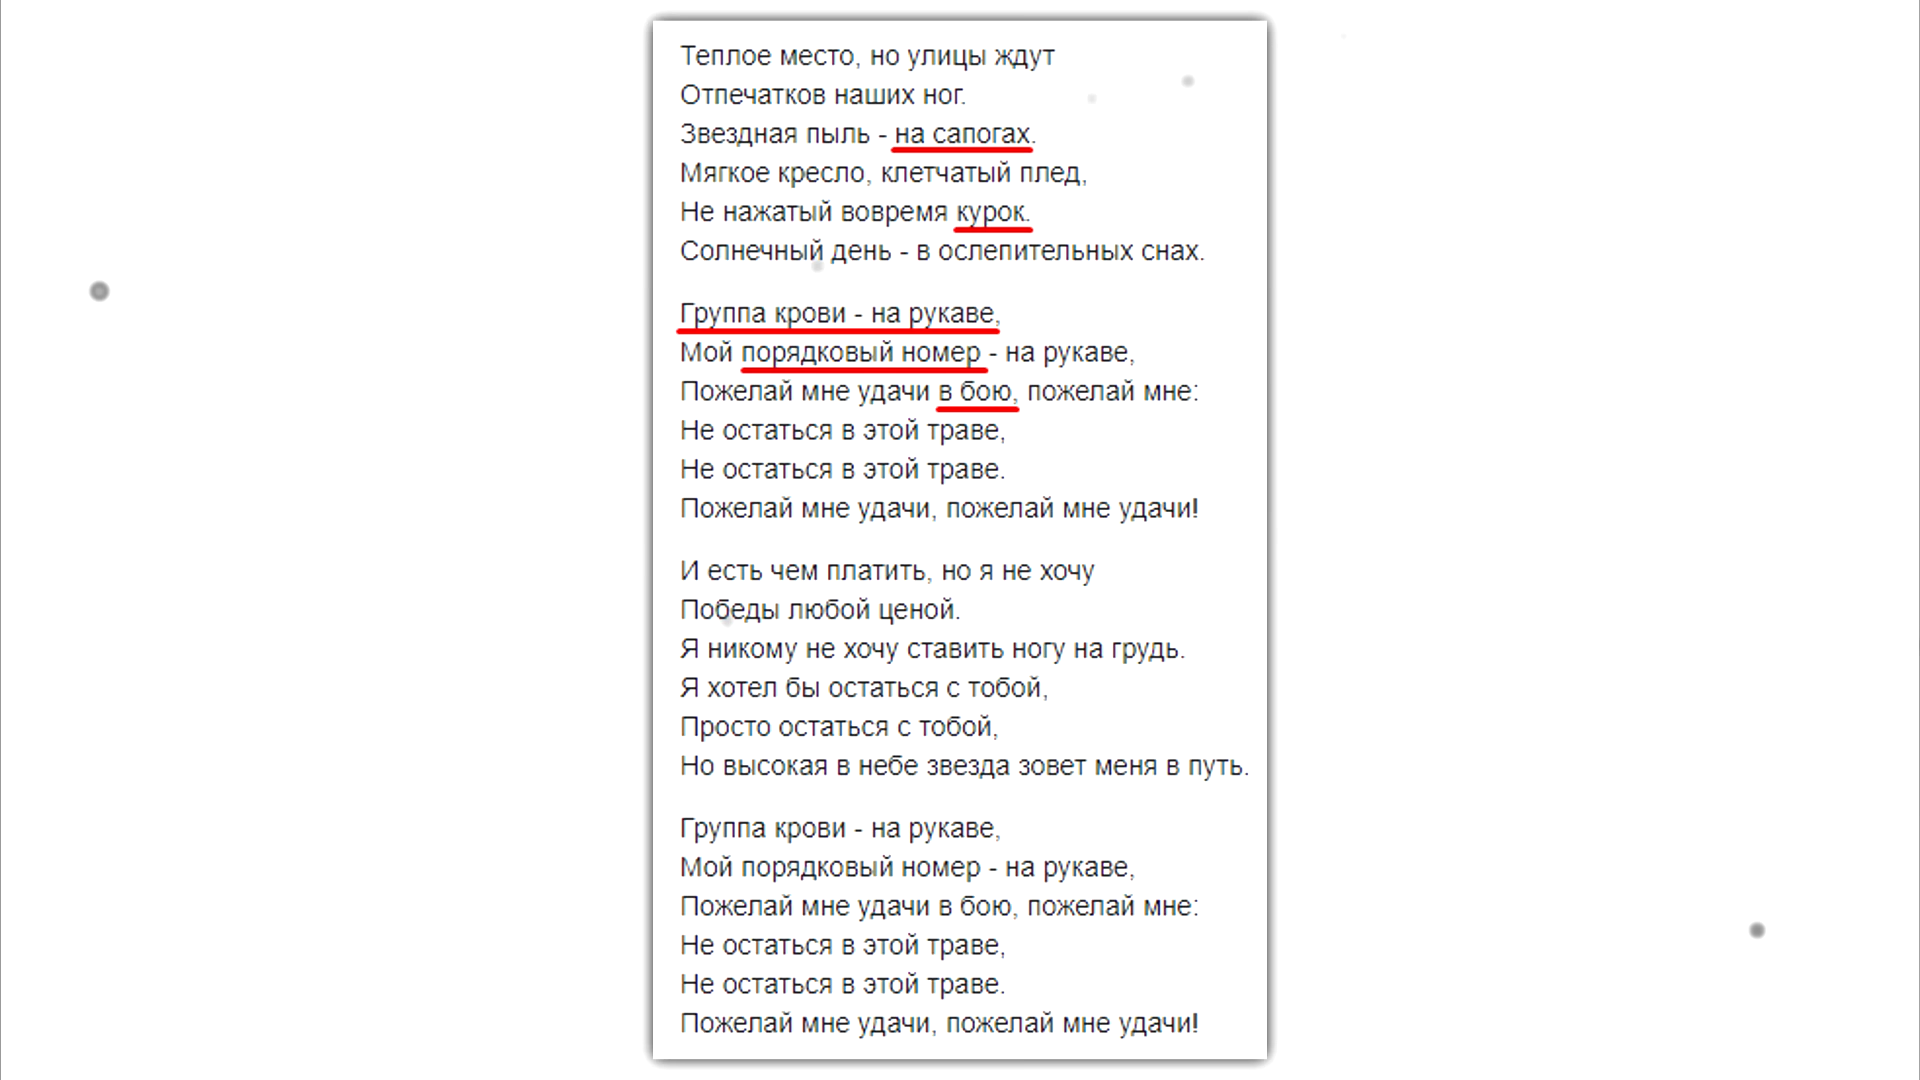 Теплое место, но улицы ждут
Отпечатков наших ног.
Звездная пыль - на сапогах.
Мягкое кресло, клетчатый плед,
Не нажатый вовремя курок.
Солнечный день - в ослепительных снах.
Группа крови - на рукаве,
Мой порядковый номер - на рукаве,
Пожелай мне удачи в бою, пожелай мне:
Не остаться в этой траве,
Не остаться в этой траве.
Пожелай мне удачи, пожелай мне удачи!
И есть чем платить, но я не хочу
Победы любой ценой.
Я никому не хочу ставить ногу на грудь.
Я хотел бы остаться с тобой,
Просто остаться с тобой,
Но высокая в небе звезда зовет меня в путь.
Группа крови - на рукаве,
Мой порядковый номер - на рукаве,
Пожелай мне удачи в бою, пожелай мне:
Не остаться в этой траве,
Не остаться в этой траве.
Пожелай мне удачи, пожелай мне удачи!